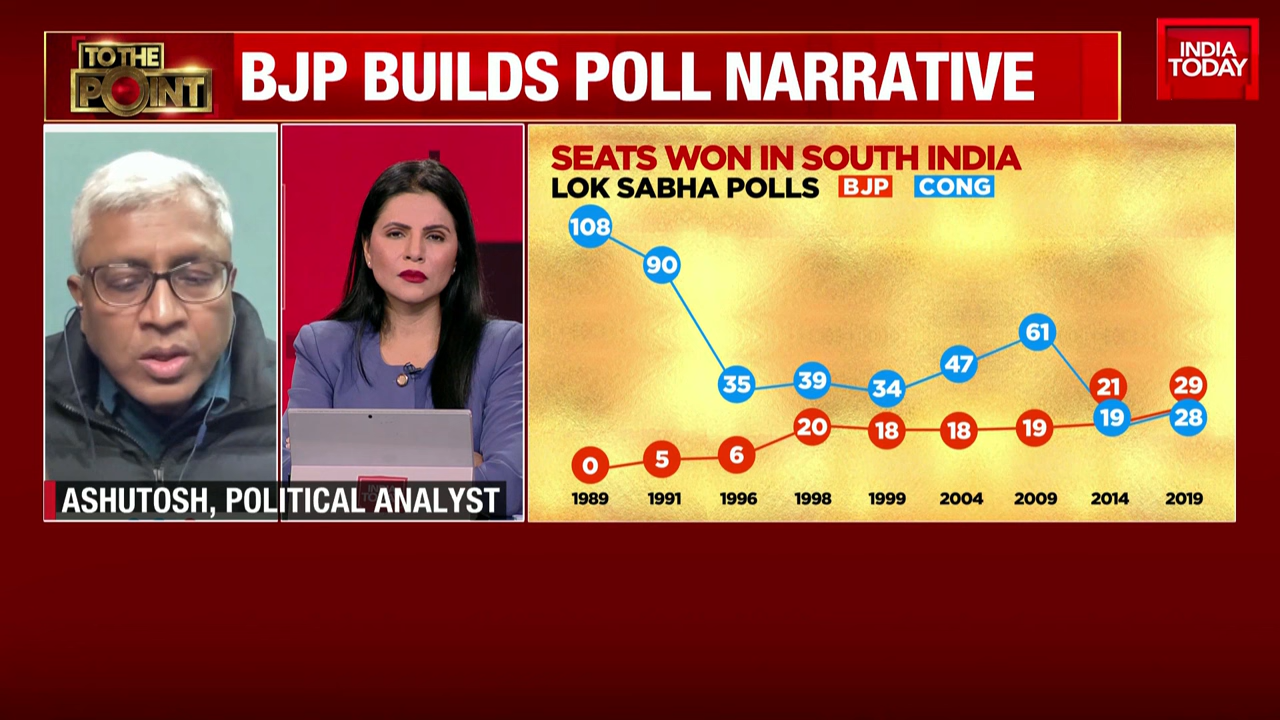 TO THE
POINT
BJP BUILDS POLL NARRATIVE
INDIA
TODAY
SEATS WON IN SOUTH INDIA
LOK SABHA POLLS BJP CONG
108
90
35
39
34
47
61
21
19
29
28
0
5
6
20
18
18
19
1989 1991 1996 1998 1999 2004 2009 2014 2019
ASHUTOSH, POLITICAL ANALYST